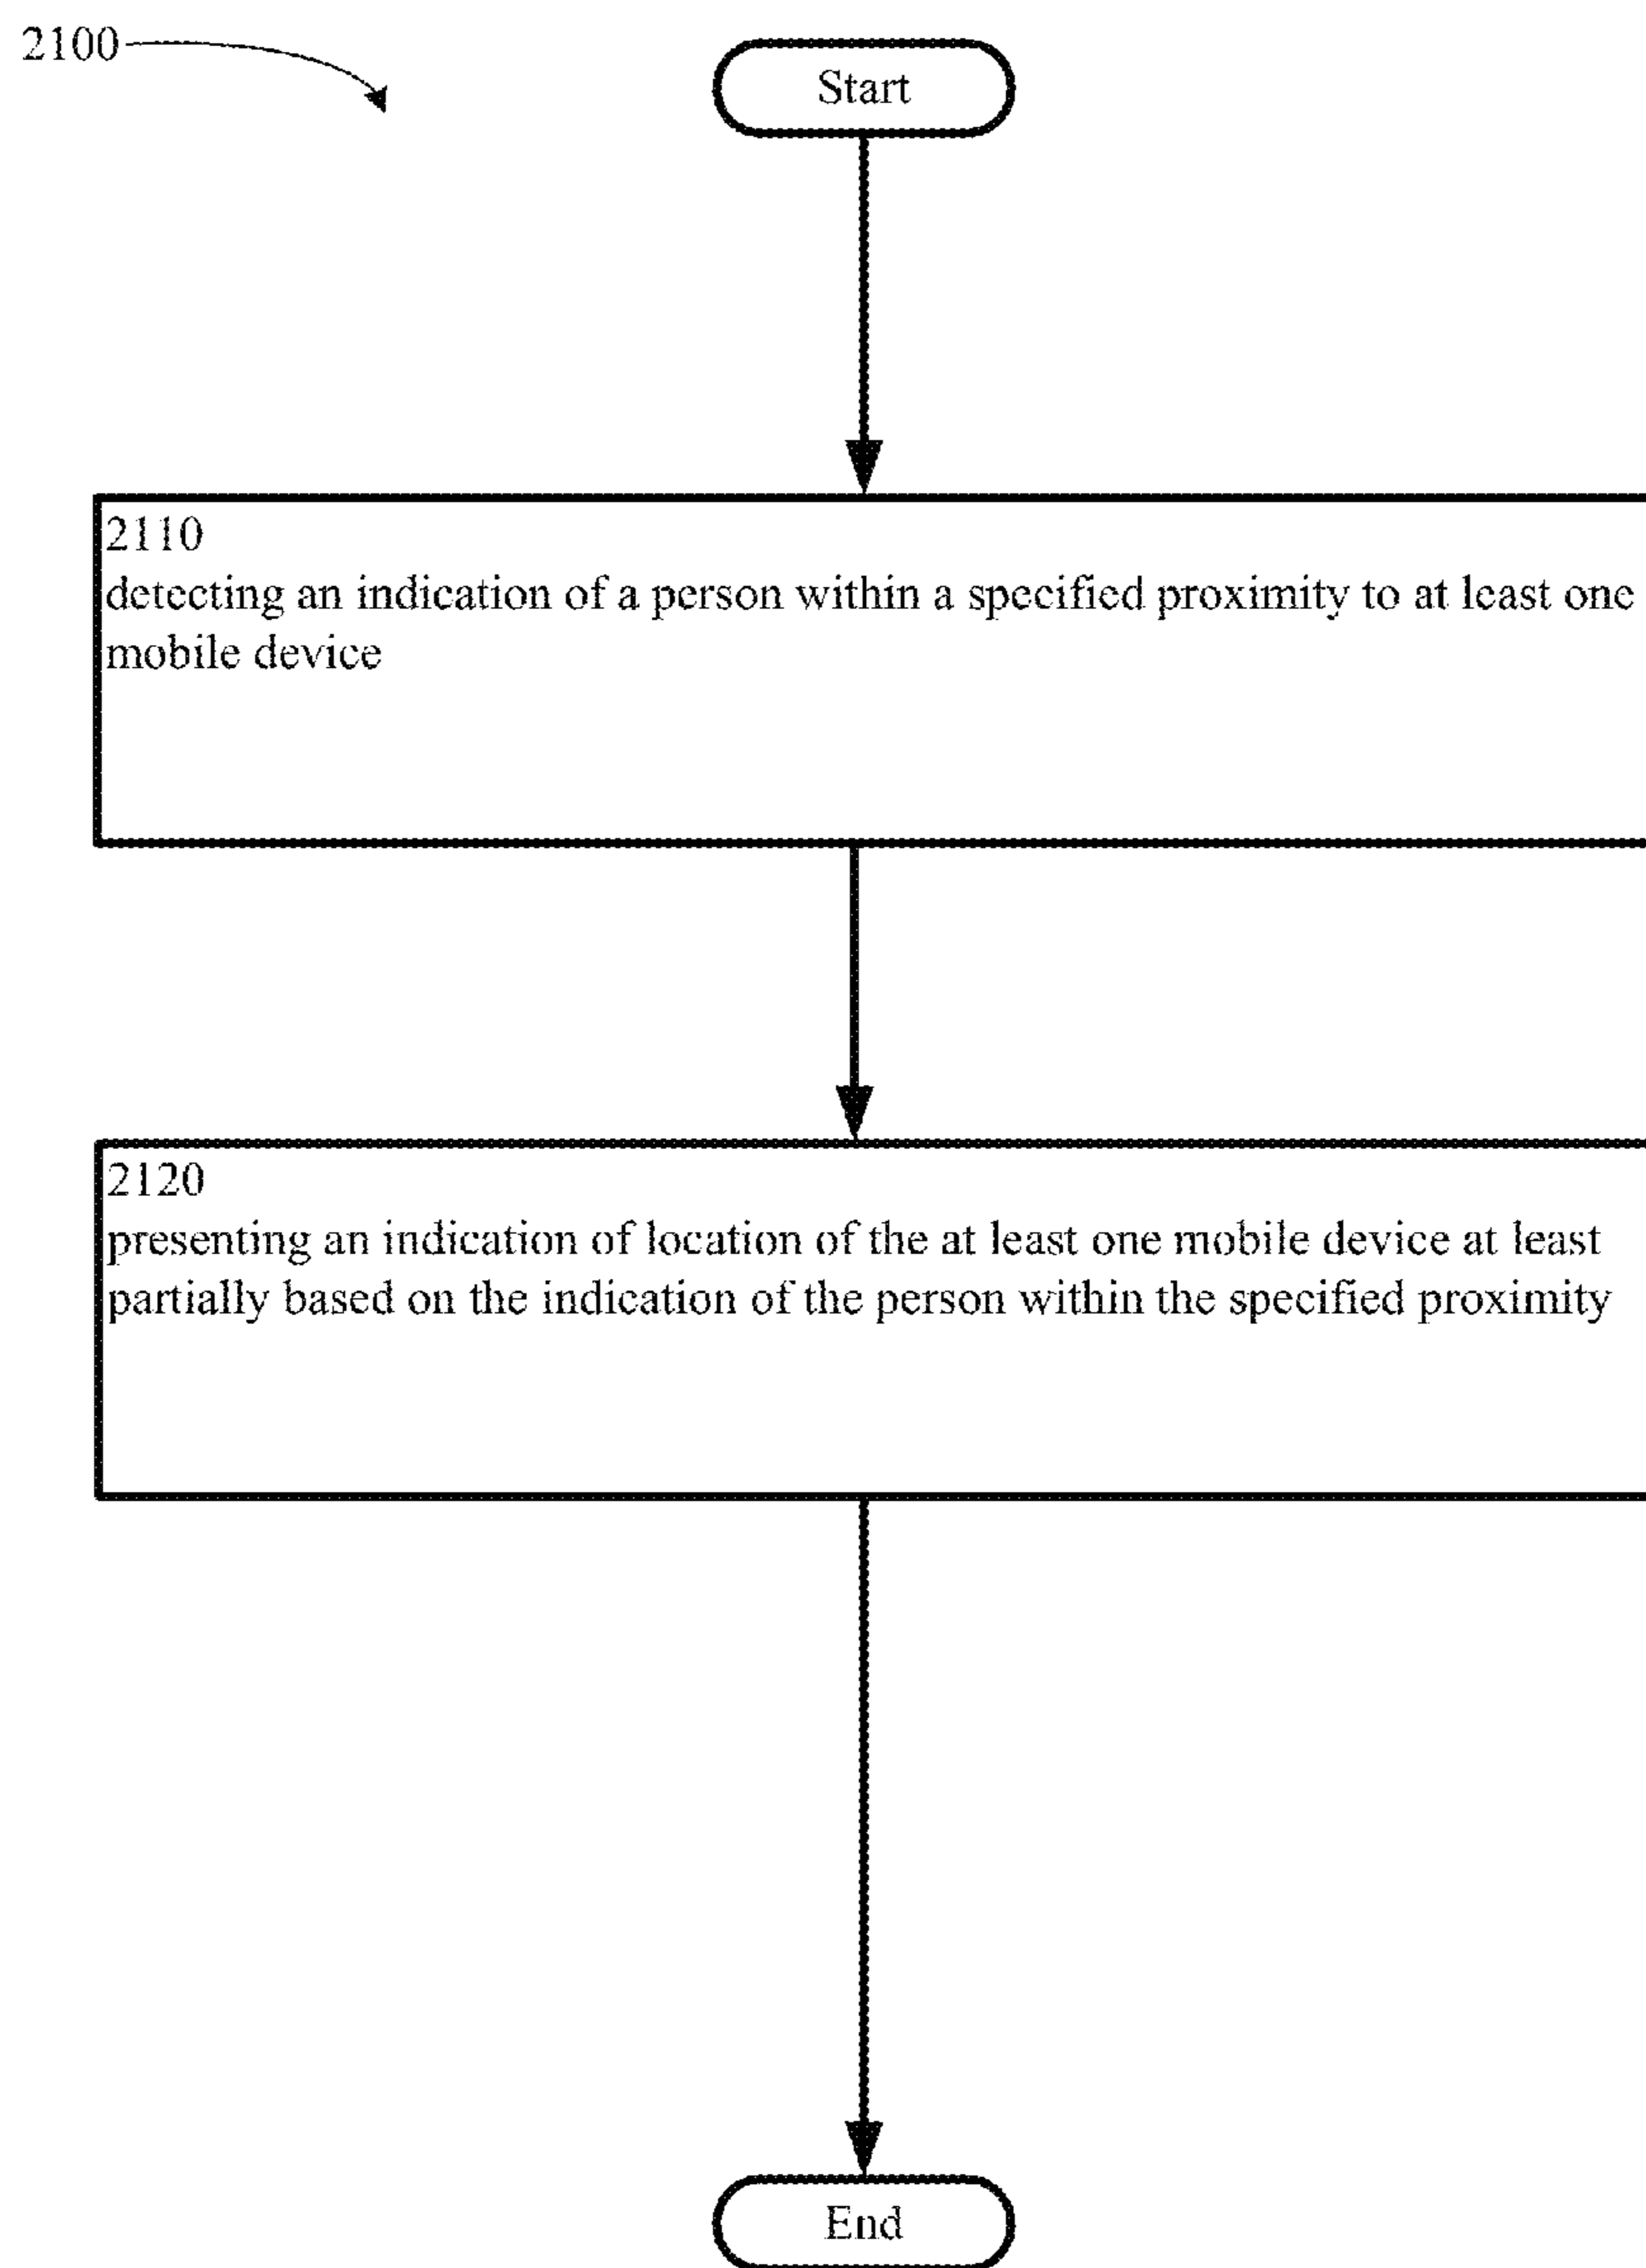 2100
Start
2110
detecting an indication of a person within a specified proximity to at least one
mobile device
2120
presenting an indication of location of the at least one mobile device at least
partially based on the indication of the person within the specified proximity
End